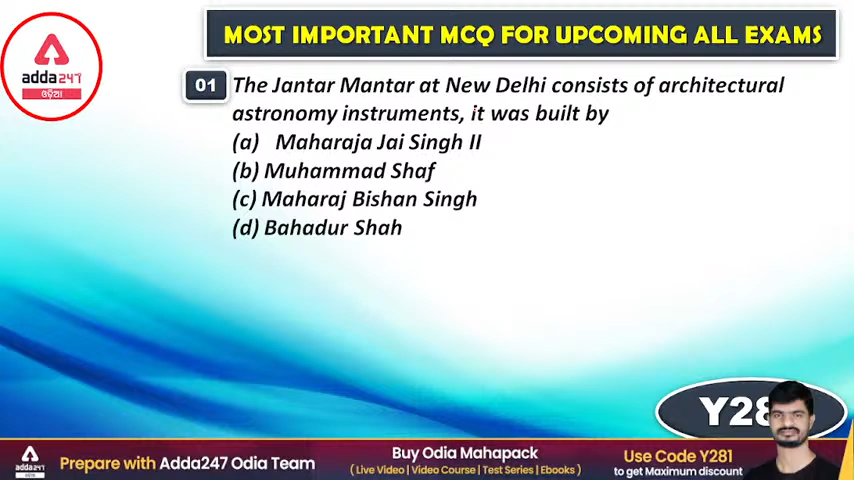 MOST IMPORTANT MCQ FOR UPCOMING ALL EXAMS
adda247
ଓଡ଼ିଆ
01
The Jantar Mantar at New Delhi consists of architectural
astronomy instruments, it was built by
(a) Maharaja Jai Singh II
(b) Muhammad Shaf
(c) Maharaj Bishan Singh
(d) Bahadur Shah
Y28
adda247
Prepare with Adda247 Odia Team
Buy Odia Mahapack
( Live Video | Video Course | Test Series | Ebooks )
Use Code Y281
to get Maximum discount